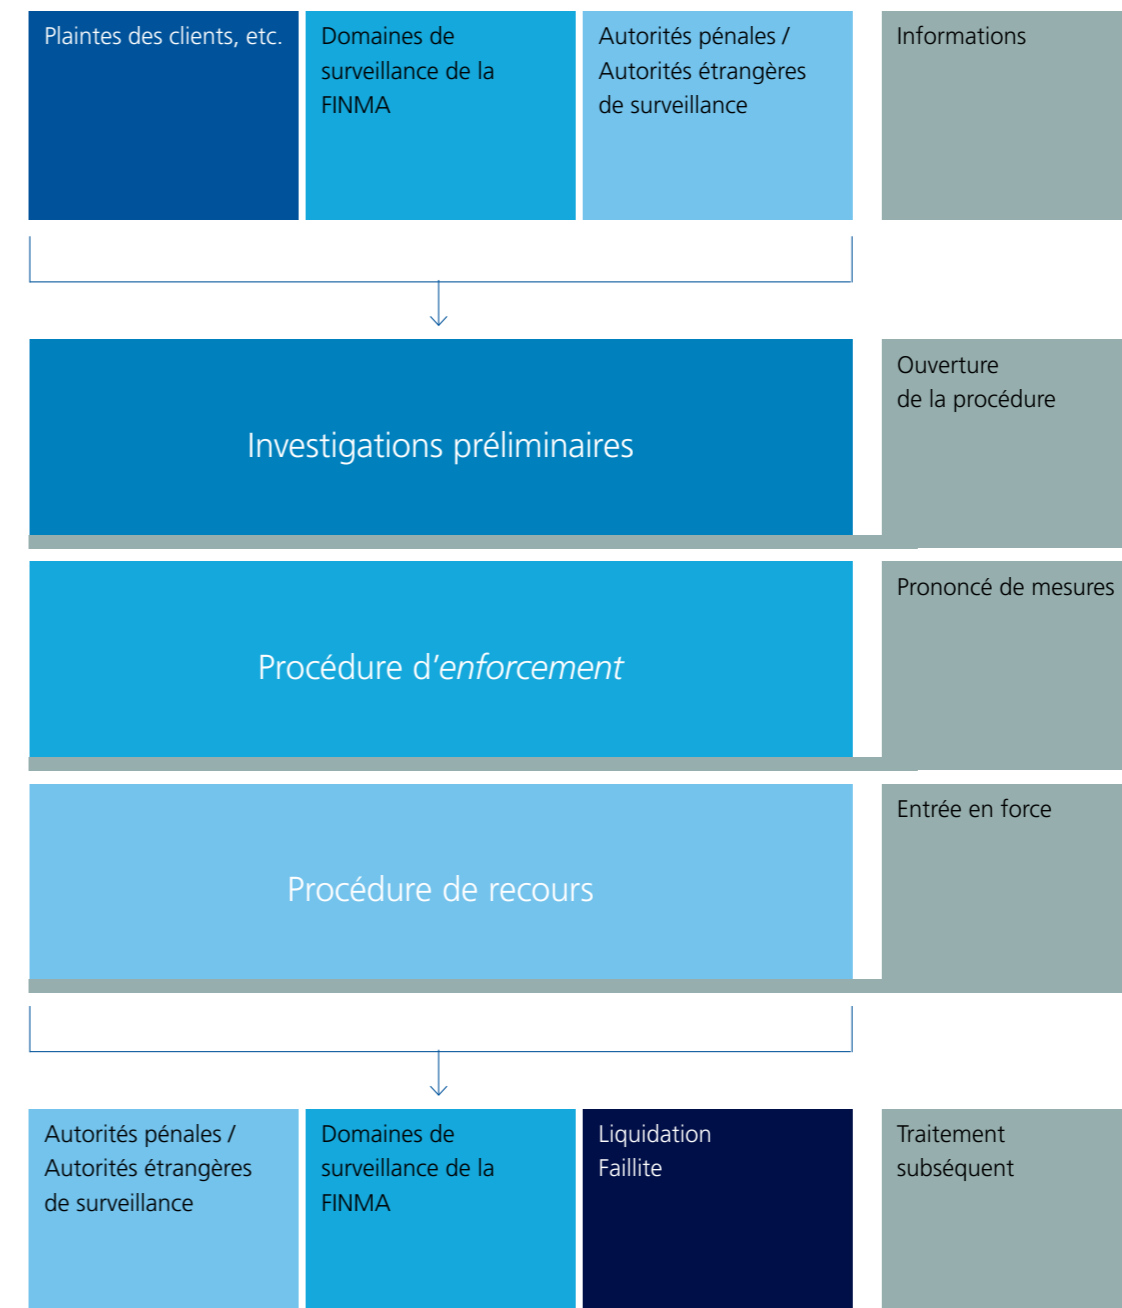 Plaintes des clients, etc.
Domaines de
surveillance de la
FINMA
Autorités pénales /
Autorités étrangères
de surveillance
Informations
Investigations préliminaires
Ouverture
de la procédure
Procédure d’enforcement
Prononcé de mesures
Procédure de recours
Entrée en force
Autorités pénales /
Autorités étrangères
de surveillance
Domaines de
surveillance de la
FINMA
Liquidation
Faillite
Traitement
subséquent